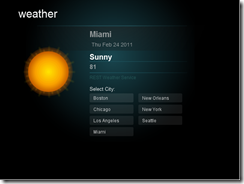 weather
Miami
Thu Feb 24 2011
Sunny
81
Select City
Boston
New Orleans
Chicago
New York
Los Angeles
Seattle
Miami